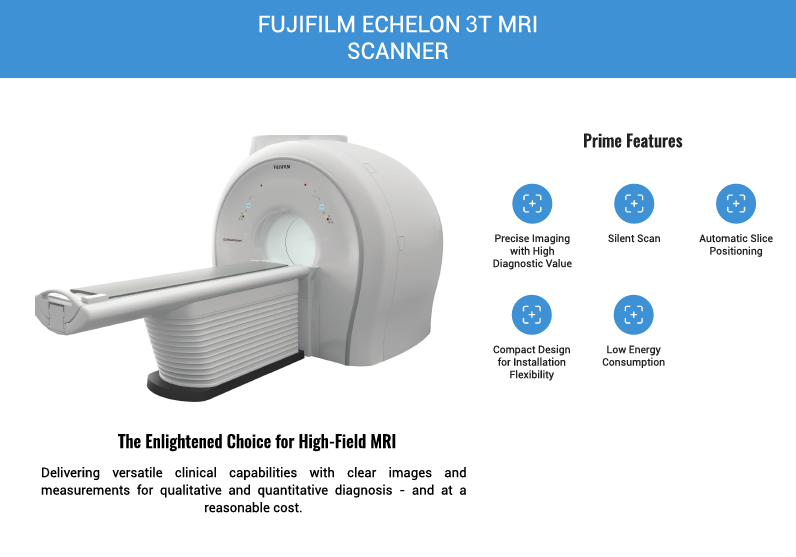 FUJIFILM ECHELON 3T MRI
SCANNER
FUJIFILM
Prime Features
Precise Imaging
with High
Diagnostic Value
Silent Scan
Automatic Slice
Positioning
Compact Design
for Installation
Flexibility
Low Energy
Consumption
The Enlightened Choice for High-Field MRI
Delivering versatile clinical capabilities with clear images and
measurements for qualitative and quantitative diagnosis - and at a
reasonable cost.